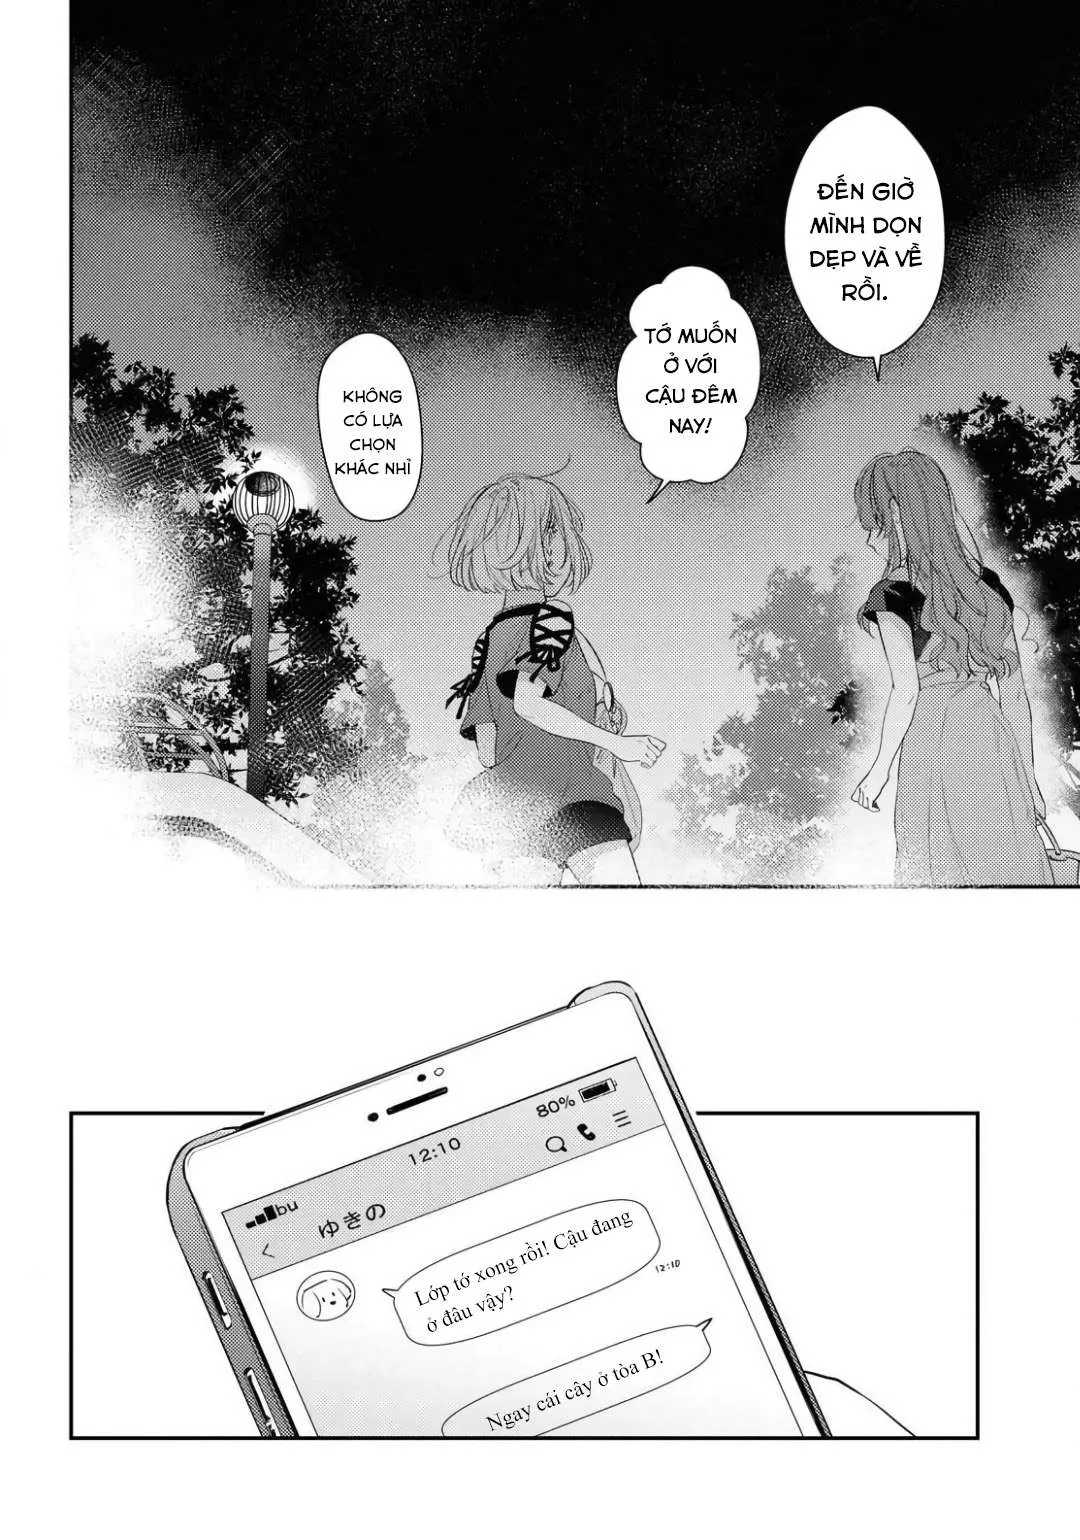 ĐẾN GIỜ
MÌNH DỌN
DẸP VÀ VỀ
RỒI.
TỚ MUỐN
Ở VỚI
CẬU ĐÊM
NAY!
KHÔNG
CÓ LỰA
CHỌN
KHÁC NHỈ
80%
12:10
bu
ゆきの
Lớp tớ xong rồi! Cậu đang
ở đâu vậy?
12:10
Ngay cái cây ở tòa B!